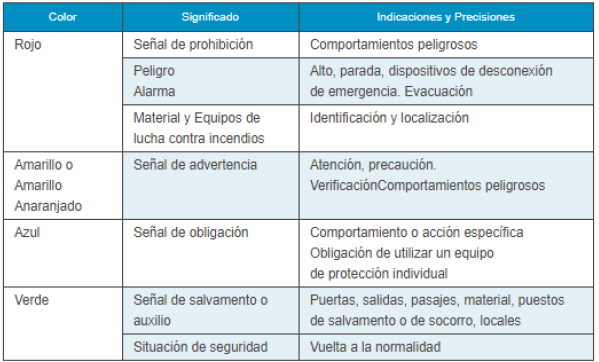 Color Significado Indicaciones y Precisiones
Rojo Señal de prohibición Comportamientos peligrosos
Peligro Alto, parada, dispositivos de desconexión
Alarma de emergencia. Evacuación
Material y Equipos de Identificación y localización
lucha contra incendios
Amarillo o Señal de advertencia Atención, precaución.
Amarillo VerificaciónComportamientos peligrosos
Anaranjado
Azul Señal de obligación Comportamiento o acción específica
Obligación de utilizar un equipo
de protección individual
Verde Señal de salvamento o Puertas, salidas, pasajes, material, puestos
auxilio de salvamento o de socorro, locales
Situación de seguridad Vuelta a la normalidad